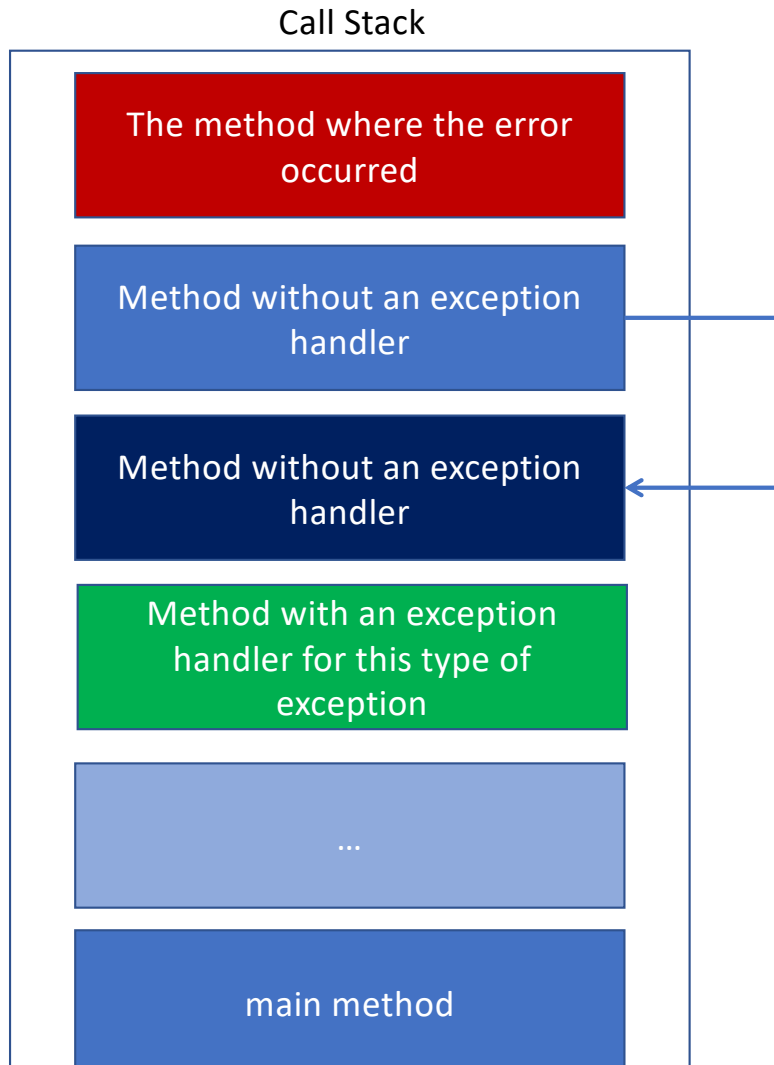 Call Stack
The method where the error
occurred
Method without an exception
handler
Method without an exception
handler
Method with an exception
handler for this type of
exception
...
main method